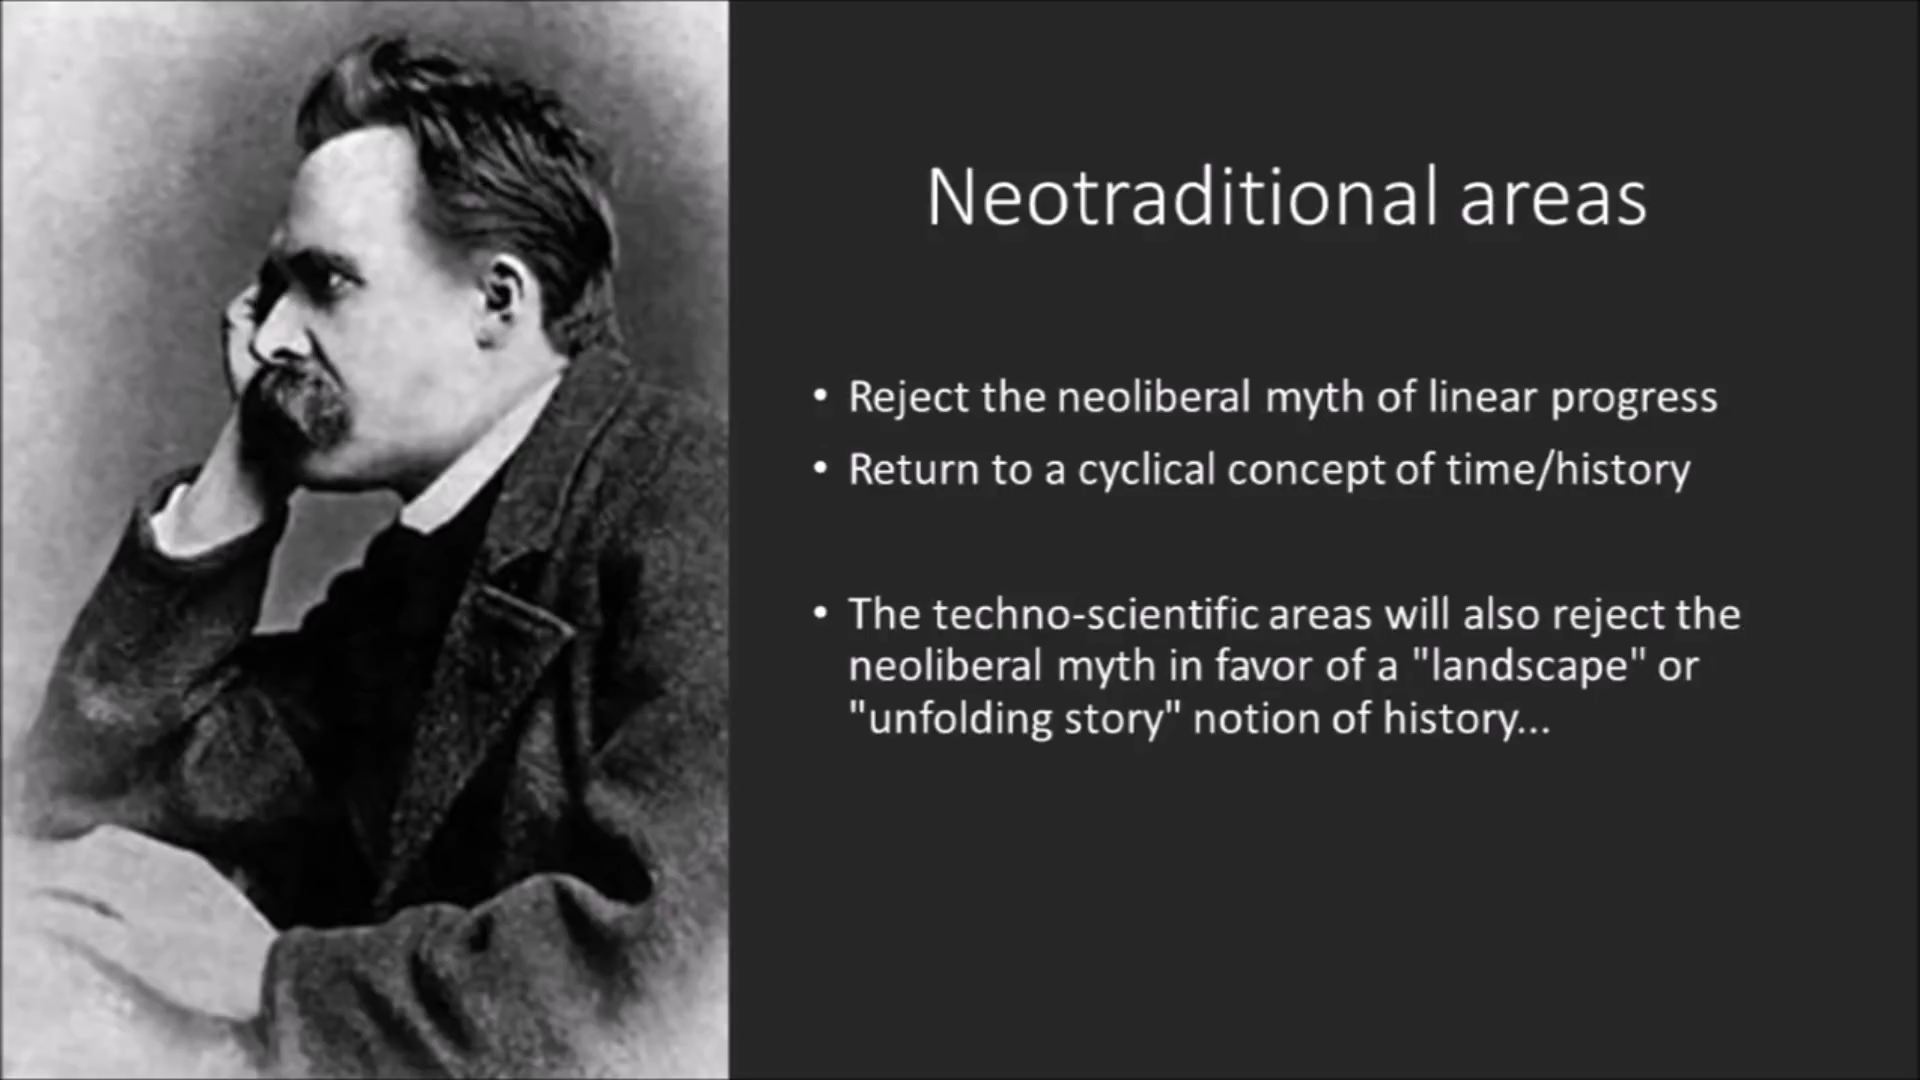 Neotraditional areas
• Reject the neoliberal myth of linear progress
• Return to a cyclical concept of time/history
• The techno-scientific areas will also reject the
neoliberal myth in favor of a "landscape" or
"unfolding story" notion of history...